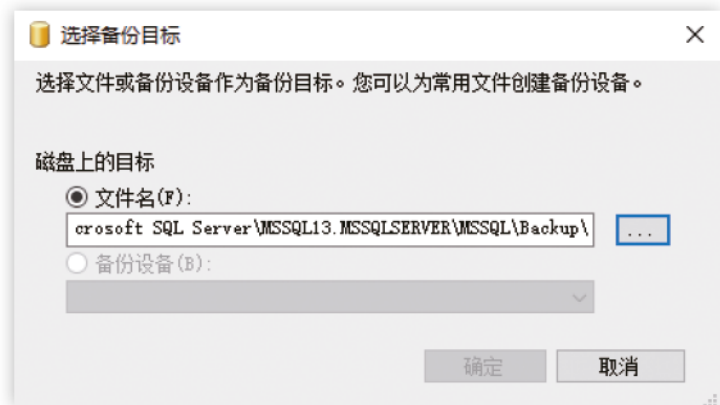 选择备份目标
选择文件或备份设备作为备份目标。您可以为常用文件创建备份设备。
磁盘上的目标
文件名(F):
crosoft SQL Server\MSSQL13.MSSQLSERVER\MSSQL\Backup\
...
备份设备(B):
确定 取消